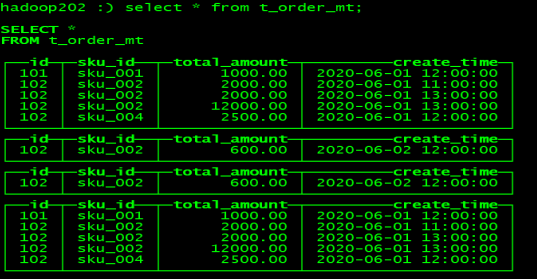 hadoop202 :) select * from t_order_mt;
SELECT *
FROM t_order_mt
id sku_id total_amount create_time
101 sku_001 1000.00 2020-06-01 12:00:00
102 sku_002 2000.00 2020-06-01 11:00:00
102 sku_002 2000.00 2020-06-01 13:00:00
102 sku_002 12000.00 2020-06-01 13:00:00
102 sku_004 2500.00 2020-06-01 12:00:00
id sku_id total_amount create_time
102 sku_002 600.00 2020-06-02 12:00:00
id sku_id total_amount create_time
102 sku_002 600.00 2020-06-02 12:00:00
id sku_id total_amount create_time
101 sku_001 1000.00 2020-06-01 12:00:00
102 sku_002 2000.00 2020-06-01 11:00:00
102 sku_002 2000.00 2020-06-01 13:00:00
102 sku_002 12000.00 2020-06-01 13:00:00
102 sku_004 2500.00 2020-06-01 12:00:00